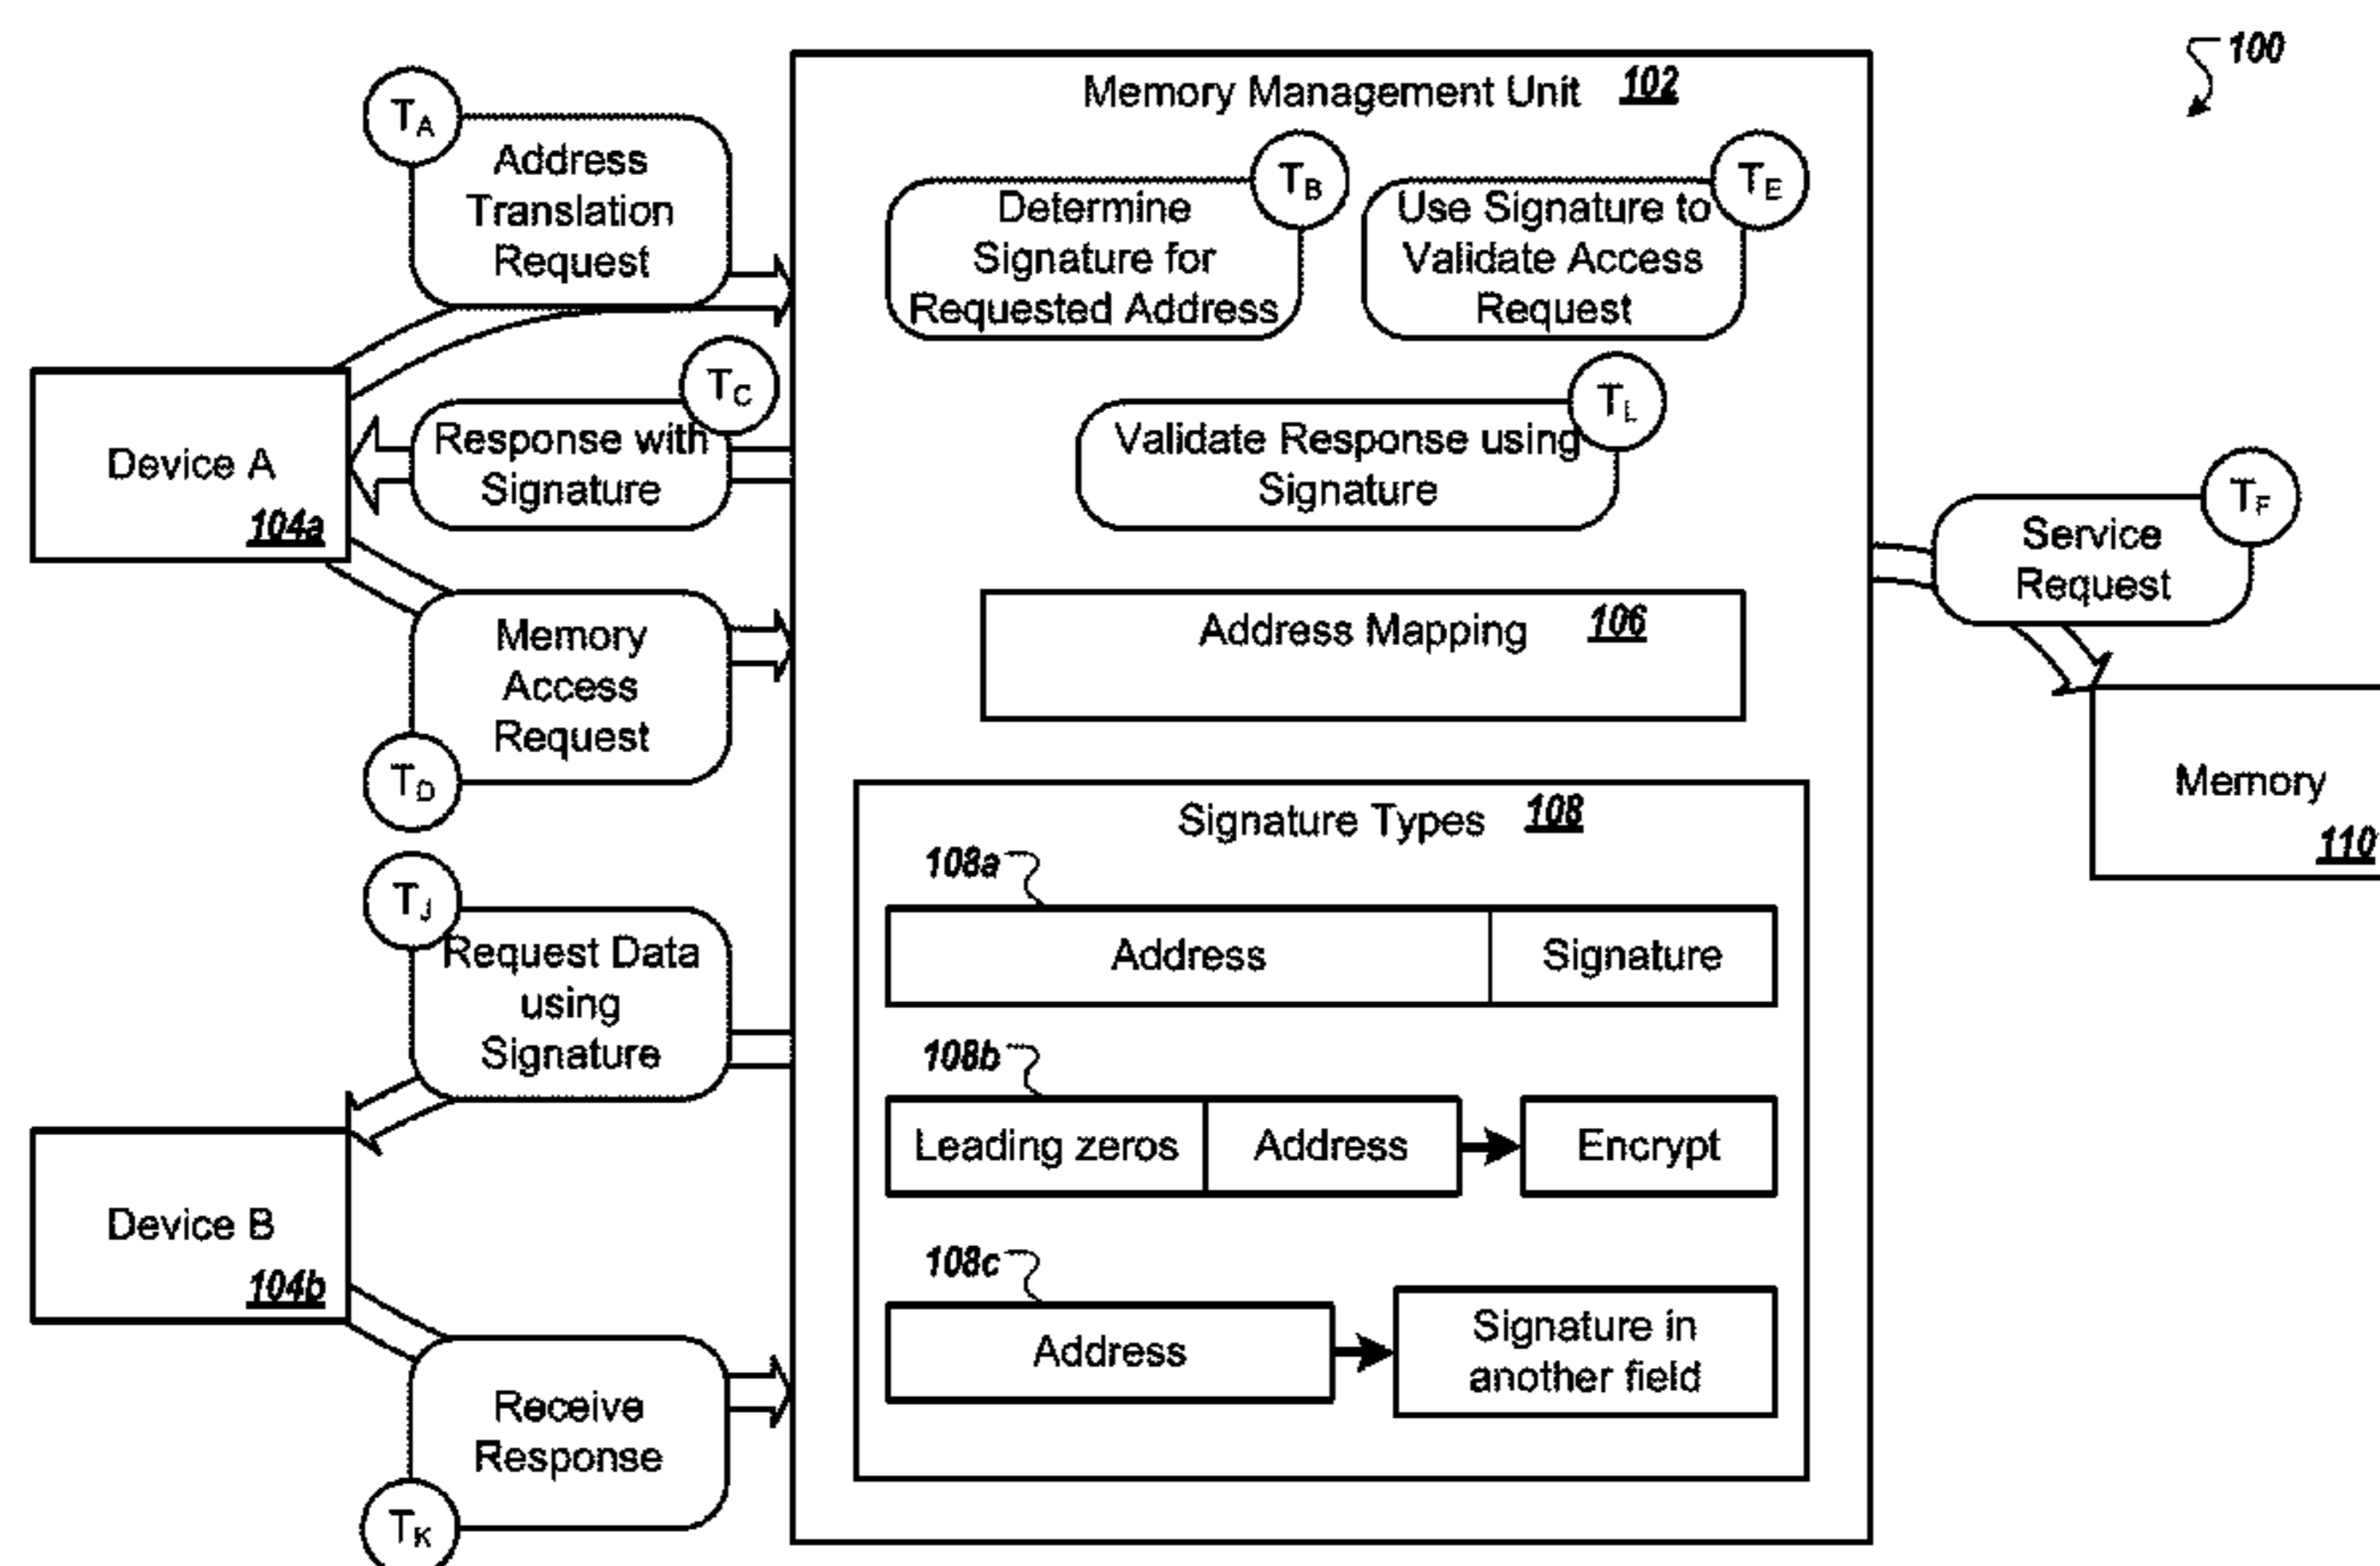 100
Memory Management Unit 102
TA
Address
Translation
Request
TB
Determine
Signature for
Requested Address
TE
Use Signature to
Validate Access
Request
TC
Response with
Signature
Device A
104a
TL
Validate Response using
Signature
TF
Service
Request
Memory
Access
Request
TD
Address Mapping 106
Memory
110
Signature Types 108
108a
Address Signature
TJ
Request Data
using
Signature
108b
Leading zeros Address Encrypt
Device B
104b
108c
Address
Signature in
another field
Receive
Response
TK